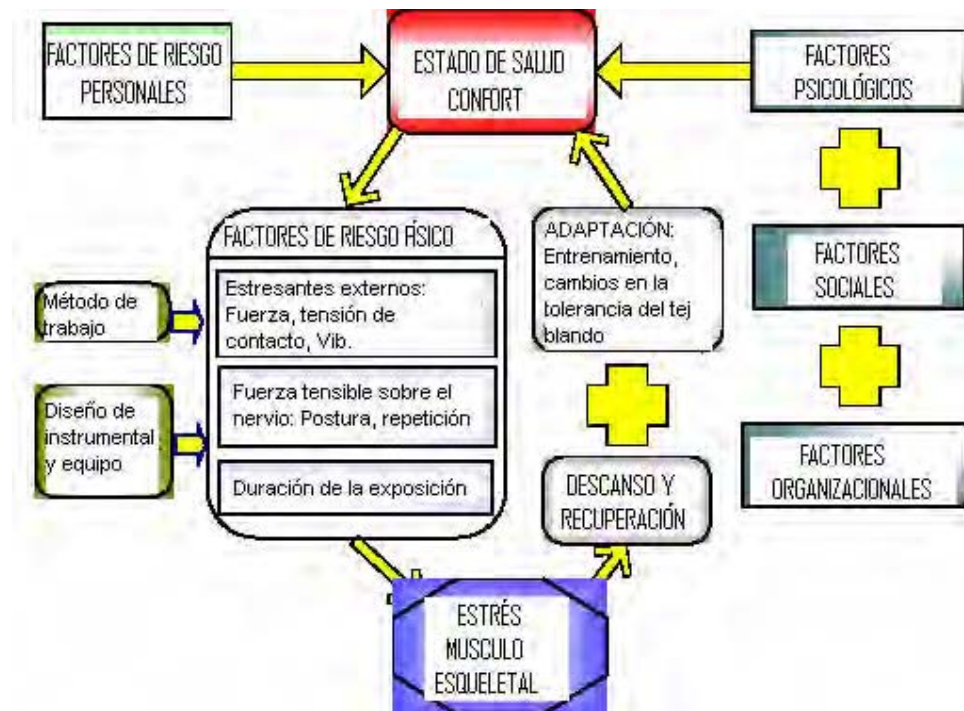 FACTORES DE RIESGO
PERSONALES
ESTADO DE SALUD
CONFORT
FACTORES
PSICOLÓGICOS
FACTORES DE RIESGO FÍSICO
Estresantes externos:
Fuerza, tensión de
contacto, Vib.
Fuerza tensible sobre el
nervio: Postura, repetición
Duración de la exposición
Método de
trabajo
Diseño de
instrumental
y equipo
ADAPTACIÓN:
Entrenamiento,
cambios en la
tolerancia del tej
blando
DESCANSO Y
RECUPERACIÓN
FACTORES
SOCIALES
FACTORES
ORGANIZACIONALES
ESTRÉS
MUSCULO
ESQUELETAL